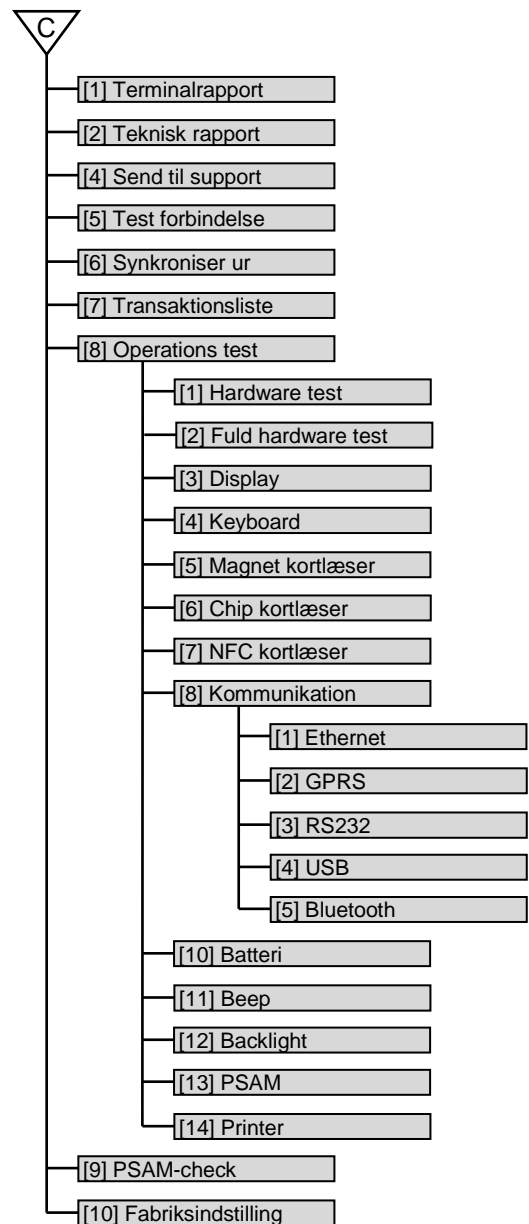 C
[1] Terminalrapport
[2] Teknisk rapport
[4] Send til support
[5] Test forbindelse
[6] Synkroniser ur
[7] Transaktionsliste
[8] Operations test
[1] Hardware test
[2] Fuld hardware test
[3] Display
[4] Keyboard
[5] Magnet kortlæser
[6] Chip kortlæser
[7] NFC kortlæser
[8] Kommunikation
[1] Ethernet
[2] GPRS
[3] RS232
[4] USB
[5] Bluetooth
[10] Batteri
[11] Beep
[12] Backlight
[13] PSAM
[14] Printer
[9] PSAM-check
[10] Fabriksindstilling